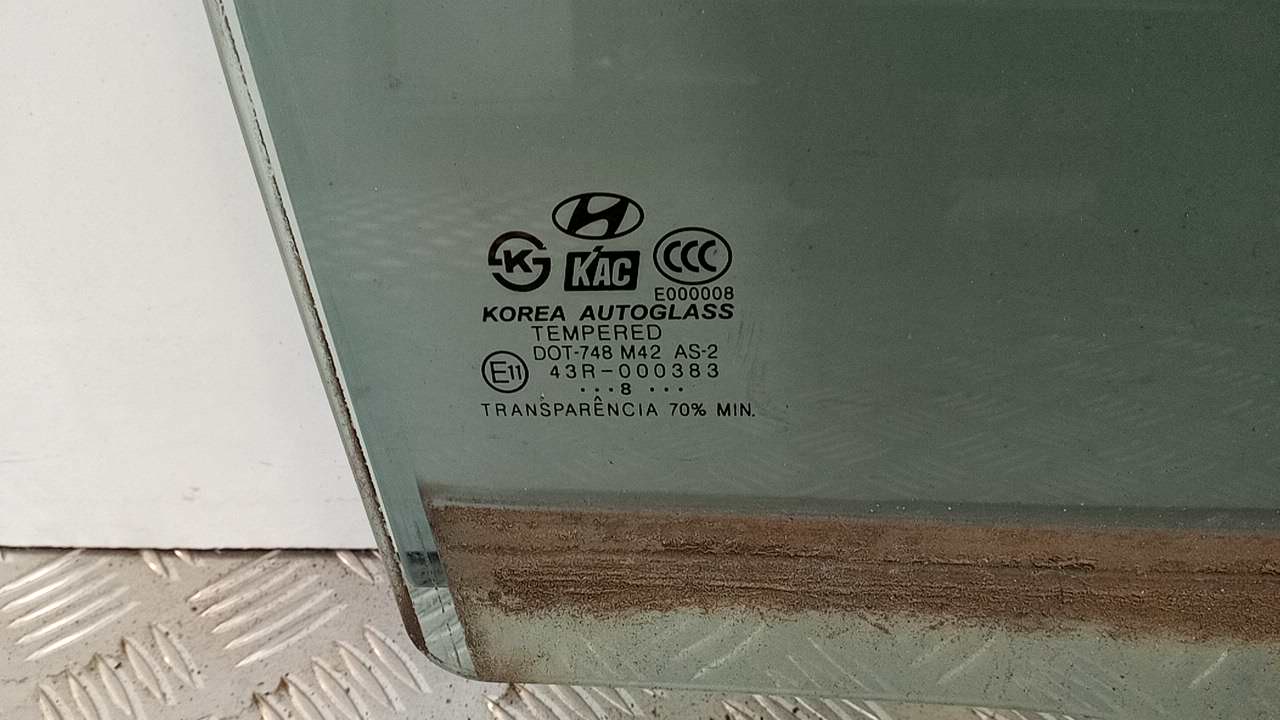 K KAC CCC
E000008
KOREA AUTOGLASS
TEMPERED
DOT-748 M42 AS-2
E11 43R-000383
...8...
TRANSPARÊNCIA 70% MIN.